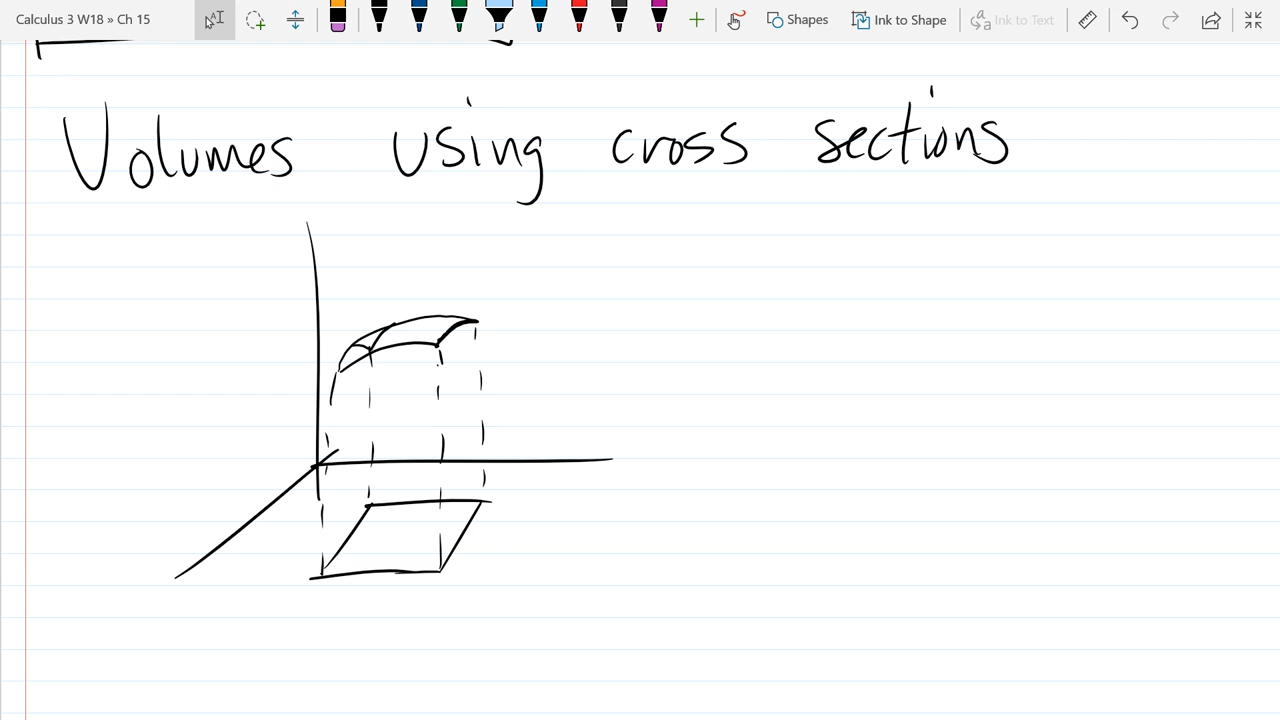 Calculus 3 W18 » Ch 15
Shapes
Ink to Shape
Ink to Text
Volumes using cross sections